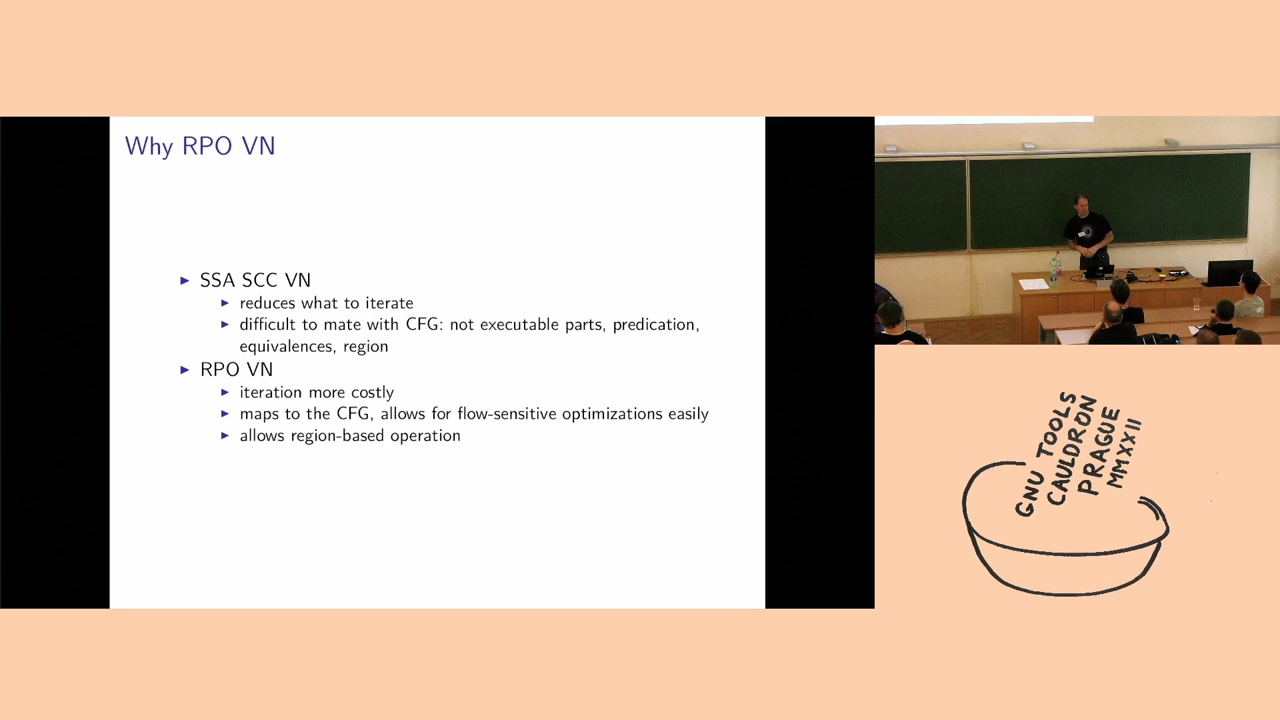 Why RPO VN
SSA SCC VN
reduces what to iterate
difficult to mate with CFG: not executable parts, predication,
equivalences, region
RPO VN
iteration more costly
maps to the CFG, allows for flow-sensitive optimizations easily
allows region-based operation
GNU TOOLS
CAULDRON
PRAGUE
MMXXII